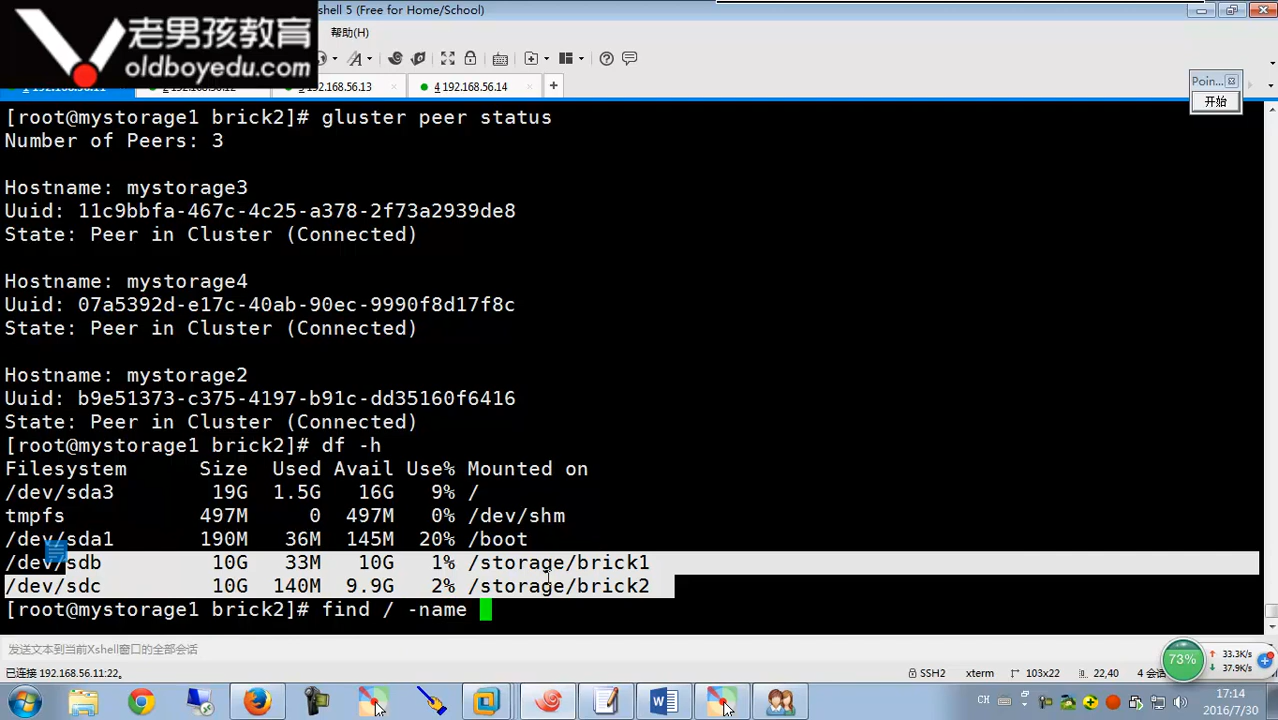 老男孩教育
oldboyedu.com
shell 5 (Free for Home/School)
帮助(H)
192.168.56.13
4 192.168.56.14
Poin...
开始
[root@mystorage1 brick2]# gluster peer status
Number of Peers: 3
Hostname: mystorage3
Uuid: 11c9bbfa-467c-4c25-a378-2f73a2939de8
State: Peer in Cluster (Connected)
Hostname: mystorage4
Uuid: 07a5392d-e17c-40ab-90ec-9990f8d17f8c
State: Peer in Cluster (Connected)
Hostname: mystorage2
Uuid: b9e51373-c375-4197-b91c-dd35160f6416
State: Peer in Cluster (Connected)
[root@mystorage1 brick2]# df -h
Filesystem Size Used Avail Use% Mounted on
/dev/sda3 19G 1.5G 16G 9% /
tmpfs 497M 0 497M 0% /dev/shm
/dev/sda1 190M 36M 145M 20% /boot
/dev/sdb 10G 33M 10G 1% /storage/brick1
/dev/sdc 10G 140M 9.9G 2% /storage/brick2
[root@mystorage1 brick2]# find / -name
发送文本到当前Xshell窗口的全部会话
已连接 192.168.56.11:22。
SSH2 xterm 103x22 22,40 4 会话
73%
33.3K/s
37.9K/s
CH
17:14
2016/7/30